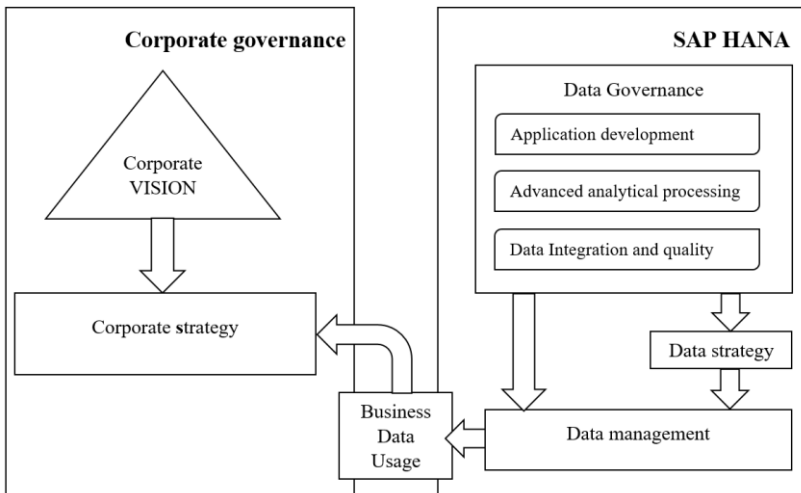 Corporate governance
Corporate
VISION
Corporate strategy
Business
Data
Usage
SAP HANA
Data Governance
Application development
Advanced analytical processing
Data Integration and quality
Data strategy
Data management